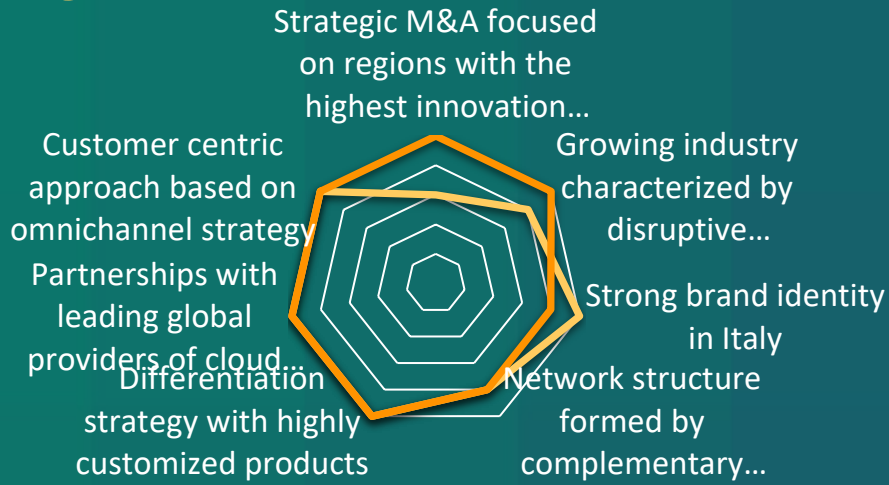 Strategic M&A focused
on regions with the
highest innovation…
Growing industry
characterized by
disruptive…
Strong brand identity
in Italy
Network structure
formed by
complementary…
Differentiation
strategy with highly
customized products
Partnerships with
leading global
providers of cloud…
Customer centric
approach based on
omnichannel strategy